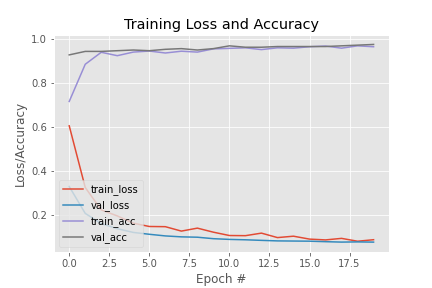 Training Loss and Accuracy
1.0
0.8
0.6
0.4
0.2
Loss/Accuracy
train_loss
val_loss
train_acc
val_acc
0.0 2.5 5.0 7.5 10.0 12.5 15.0 17.5
Epoch #